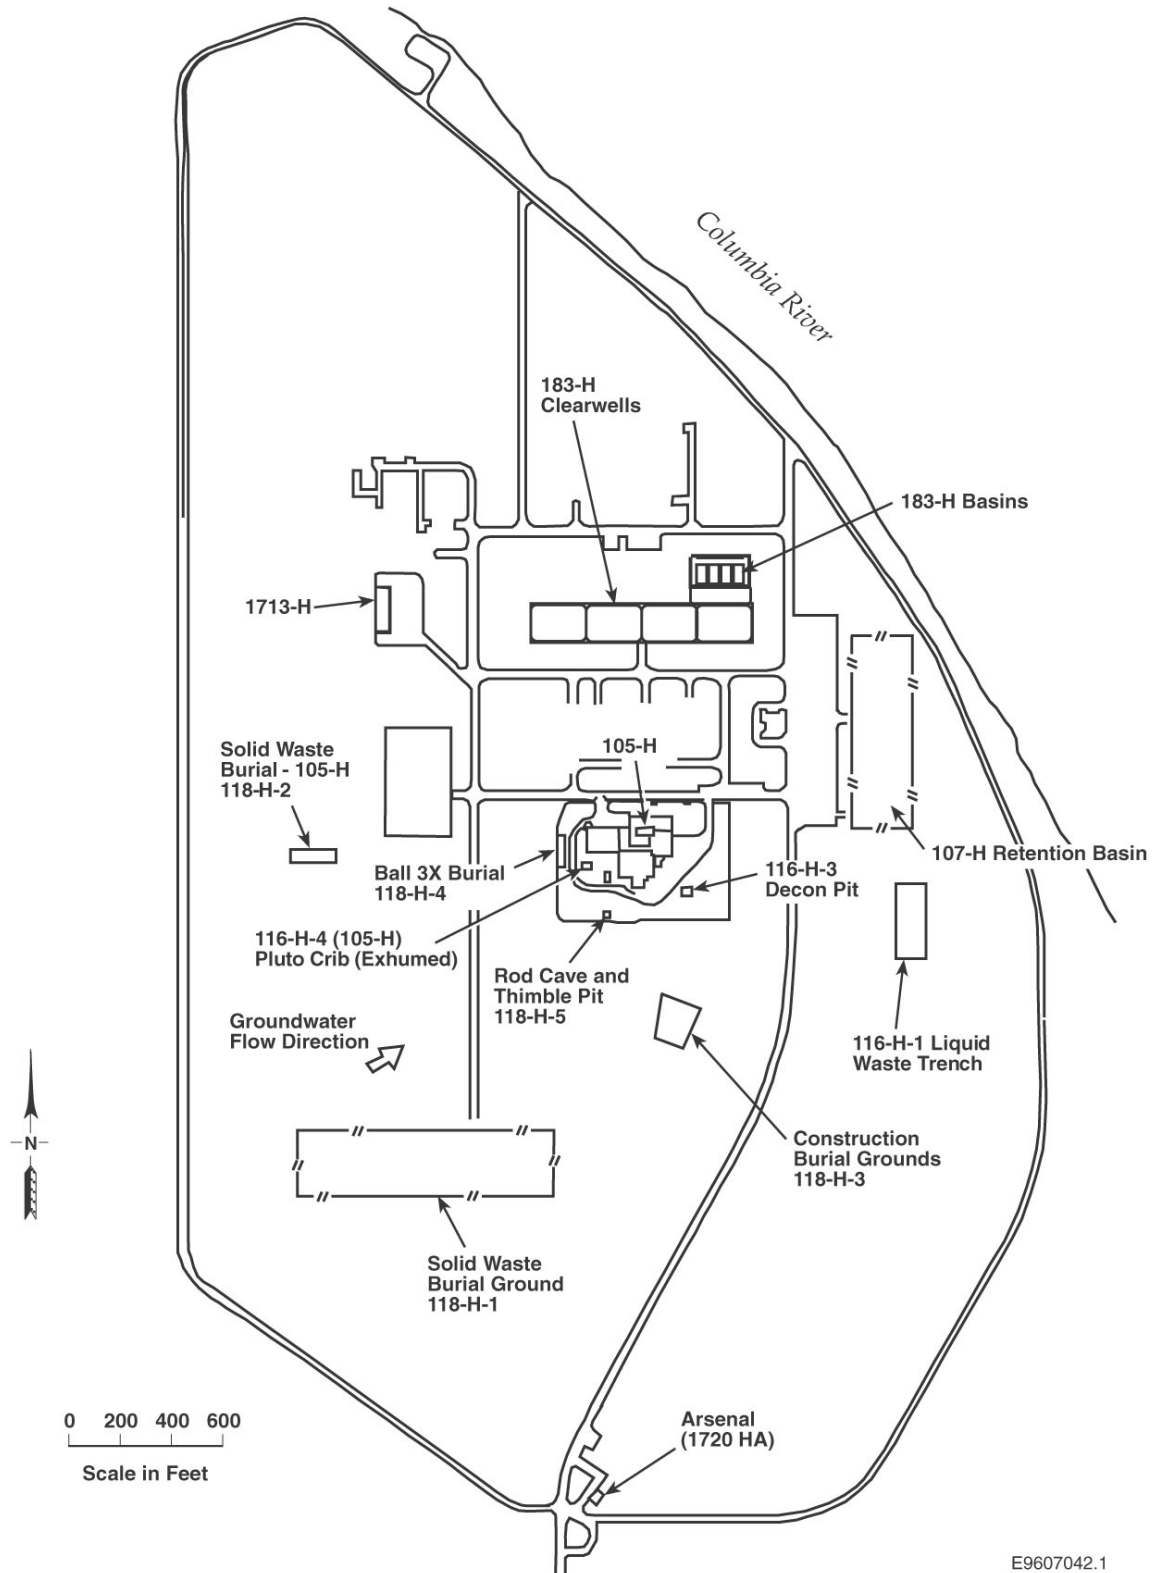 Columbia River
183-H
Clearwells
183-H Basins
1713-H
105-H
Solid Waste
Burial - 105-H
118-H-2
107-H Retention Basin
Ball 3X Burial
118-H-4
116-H-3
Decon Pit
116-H-4 (105-H)
Pluto Crib (Exhumed)
Rod Cave and
Thimble Pit
118-H-5
Groundwater
Flow Direction
116-H-1 Liquid
Waste Trench
N
Construction
Burial Grounds
118-H-3
Solid Waste
Burial Ground
118-H-1
0 200 400 600
Scale in Feet
Arsenal
(1720 HA)
E9607042.1